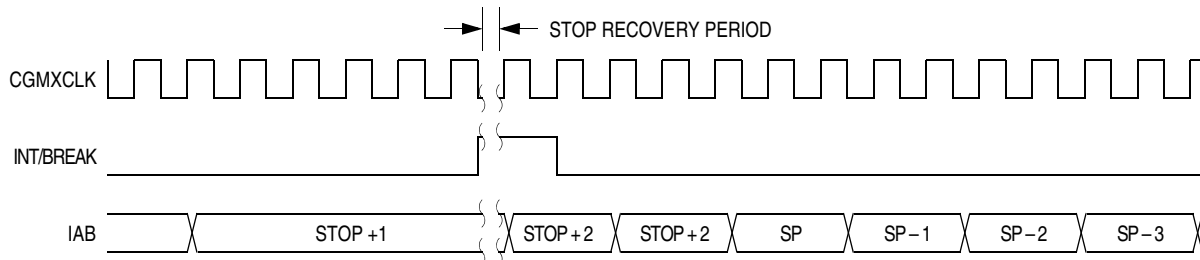 STOP RECOVERY PERIOD
CGMXCLK
INT/BREAK
IAB STOP +1 STOP + 2 STOP + 2 SP SP – 1 SP – 2 SP – 3